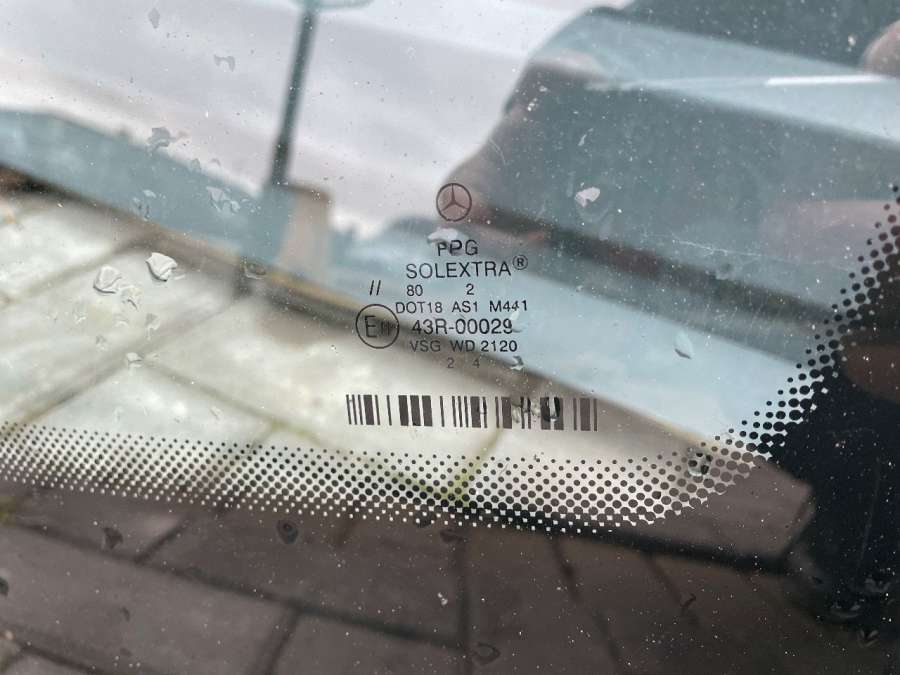 PPG
SOLEXTRA®
// 80 2
DOT18 AS1 M441
E11 43R-00029
VSG WD 2120
2 4